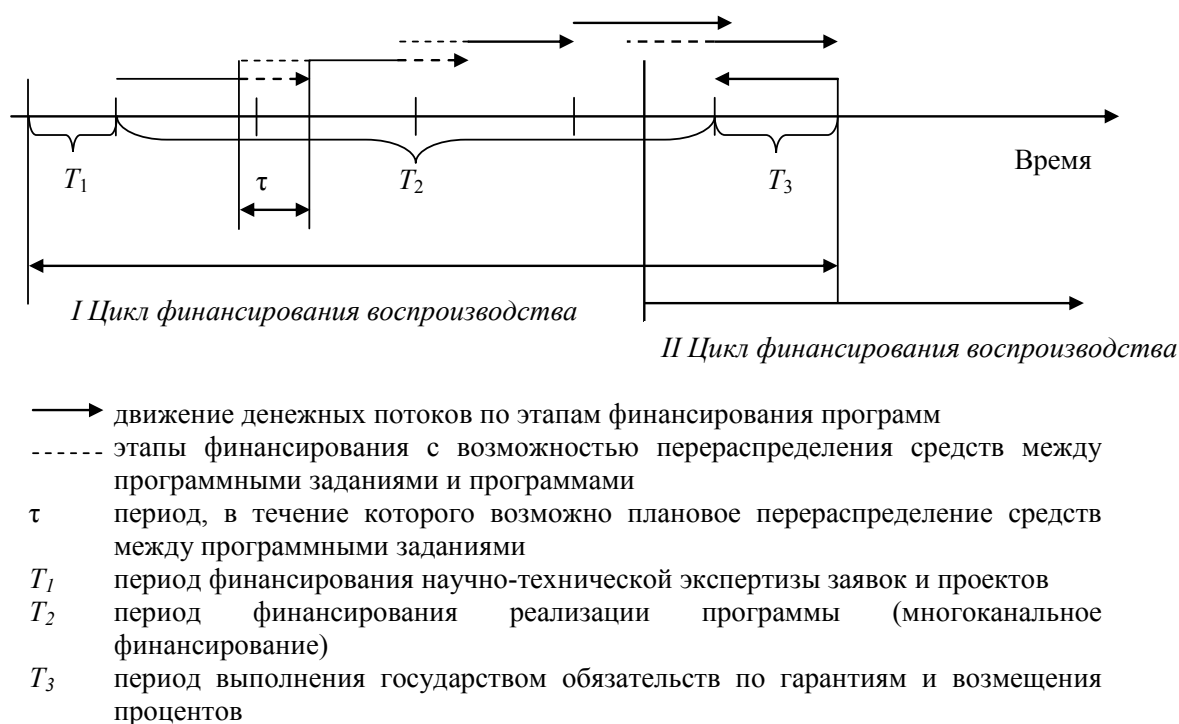 Время
T1 τ T2 T3
I Цикл финансирования воспроизводства
II Цикл финансирования воспроизводства
движение денежных потоков по этапам финансирования программ
этапы финансирования с возможностью перераспределения средств между
программными заданиями и программами
τ период, в течение которого возможно плановое перераспределение средств
между программными заданиями
T1 период финансирования научно-технической экспертизы заявок и проектов
T2 период финансирования реализации программы (многоканальное
финансирование)
T3 период выполнения государством обязательств по гарантиям и возмещения
процентов